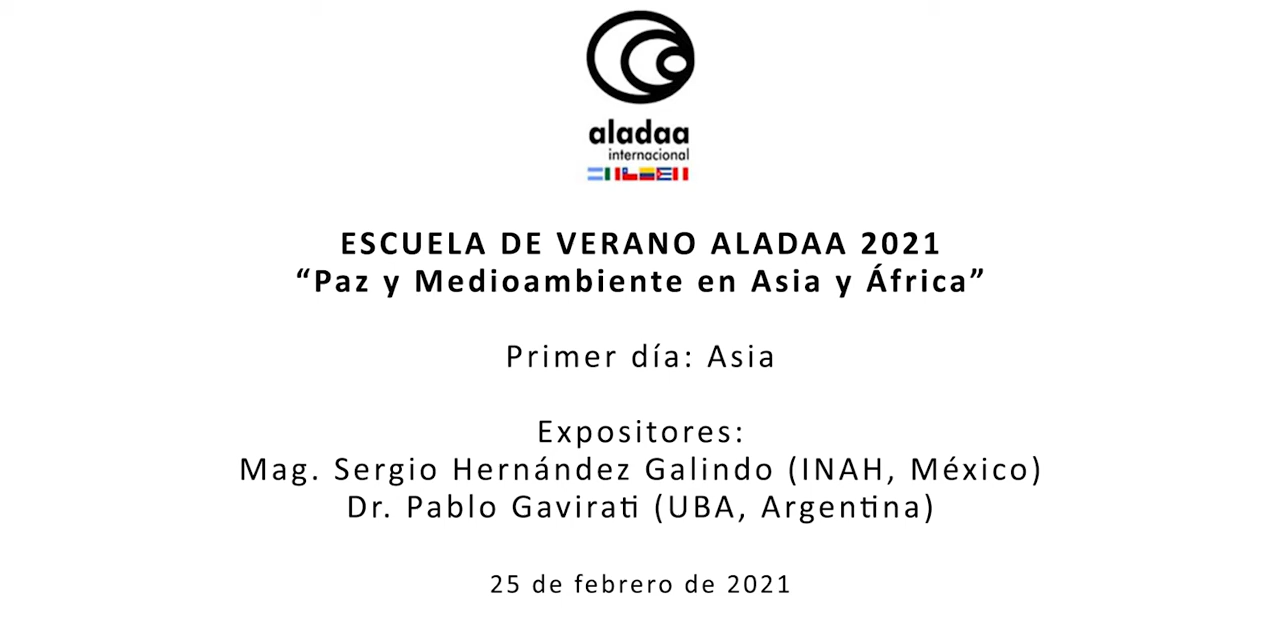 aladaa
internacional
ESCUELA DE VERANO ALADAA 2021
“Paz y Medioambiente en Asia y África”
Primer día: Asia
Expositores:
Mag. Sergio Hernández Galindo (INAH, México)
Dr. Pablo Gavirati (UBA, Argentina)
25 de febrero de 2021